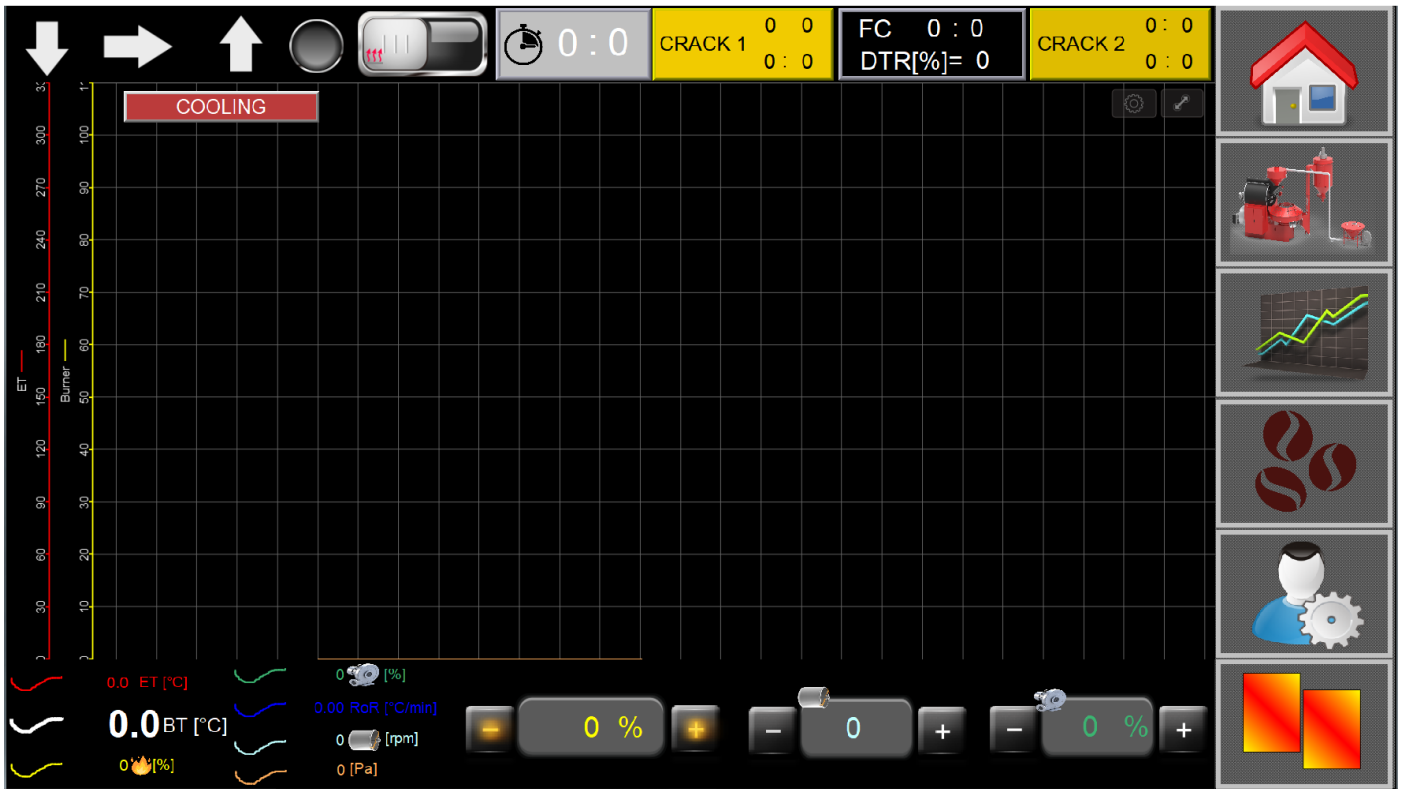 0 : 0
CRACK 1
0 0
0 : 0
FC 0 : 0
DTR[%]= 0
CRACK 2
0 : 0
0 : 0
COOLING
300
270
240
210
180
150
120
90
60
30
0
ET
100
90
80
70
60
50
40
30
20
10
0
Burner
0.0 ET [°C]
0.0 BT [°C]
0 [%]
0 [%]
0.00 RoR [°C/min]
0 [rpm]
0 [Pa]
− 0 % +
− 0 +
− 0 % +